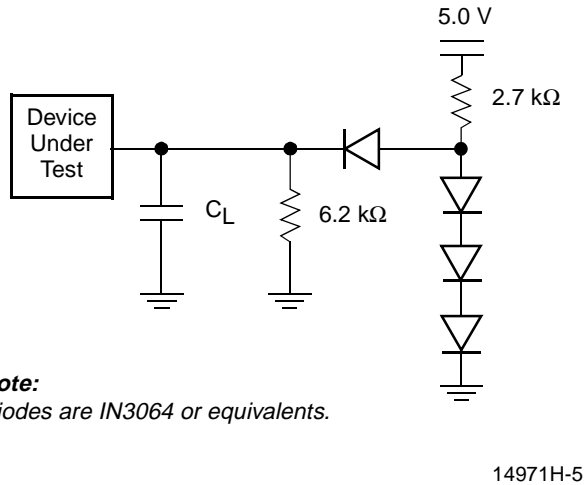 5.0 V
2.7 kΩ
Device
Under
Test
CL
6.2 kΩ
ote:
iodes are IN3064 or equivalents.
14971H-5